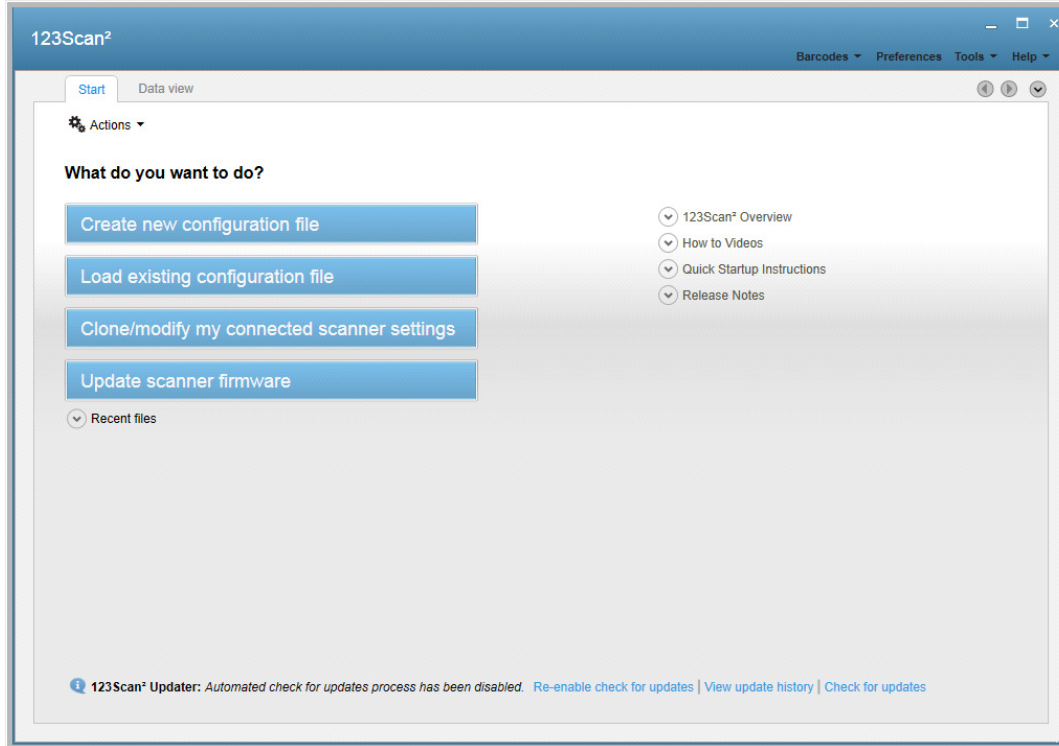 123Scan²
Barcodes Preferences Tools Help
Start Data view
Actions
What do you want to do?
Create new configuration file
Load existing configuration file
Clone/modify my connected scanner settings
Update scanner firmware
Recent files
123Scan² Overview
How to Videos
Quick Startup Instructions
Release Notes
123Scan² Updater: Automated check for updates process has been disabled. Re-enable check for updates | View update history | Check for updates